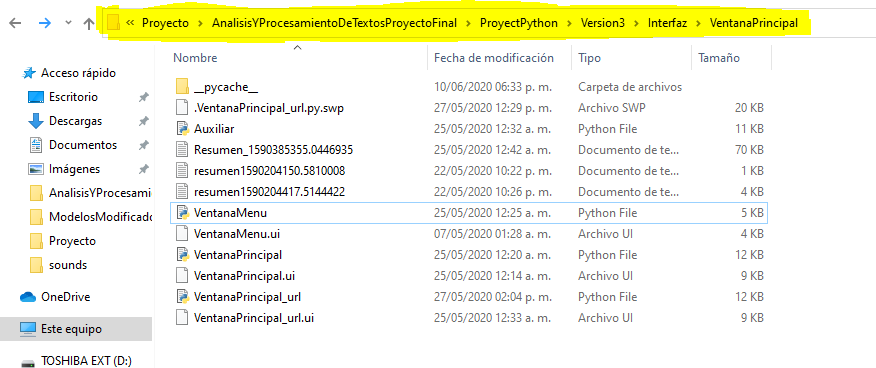 « Proyecto > AnalisisYProcesamientoDeTextosProyectoFinal > ProyectPython > Version3 > Interfaz > VentanaPrincipal
Acceso rápido
Escritorio
Descargas
Documentos
Imágenes
AnalisisYProcesami
ModelosModificado
Proyecto
sounds
OneDrive
Este equipo
TOSHIBA EXT (D:)
Nombre Fecha de modificación Tipo Tamaño
__pycache__ 10/06/2020 06:33 p. m. Carpeta de archivos
.VentanaPrincipal_url.py.swp 27/05/2020 12:29 p. m. Archivo SWP 20 KB
Auxiliar 25/05/2020 12:32 a. m. Python File 11 KB
Resumen_1590385355.0446935 25/05/2020 12:42 a. m. Documento de te... 70 KB
resumen1590204150.5810008 22/05/2020 10:22 p. m. Documento de te... 1 KB
resumen1590204417.5144422 22/05/2020 10:26 p. m. Documento de te... 4 KB
VentanaMenu 25/05/2020 12:25 a. m. Python File 5 KB
VentanaMenu.ui 07/05/2020 01:28 a. m. Archivo UI 4 KB
VentanaPrincipal 25/05/2020 12:20 a. m. Python File 12 KB
VentanaPrincipal.ui 25/05/2020 12:14 a. m. Archivo UI 9 KB
VentanaPrincipal_url 27/05/2020 02:04 p. m. Python File 12 KB
VentanaPrincipal_url.ui 25/05/2020 12:33 a. m. Archivo UI 9 KB